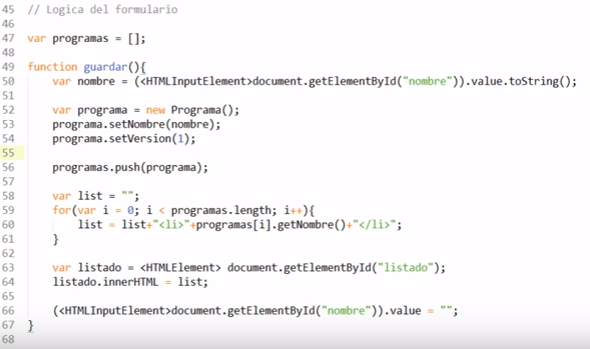 45 // Logica del formulario
46
47 var programas = [];
48
49 function guardar(){
50 var nombre = (<HTMLInputElement>document.getElementById("nombre")).value.toString();
51
52 var programa = new Programa();
53 programa.setNombre(nombre);
54 programa.setVersion(1);
55
56 programas.push(programa);
57
58 var list = "";
59 for(var i = 0; i < programas.length; i++){
60 list = list+"<li>"+programas[i].getNombre()+"</li>";
61 }
62
63 var listado = <HTMLElement> document.getElementById("listado");
64 listado.innerHTML = list;
65
66 (<HTMLInputElement>document.getElementById("nombre")).value = "";
67 }
68